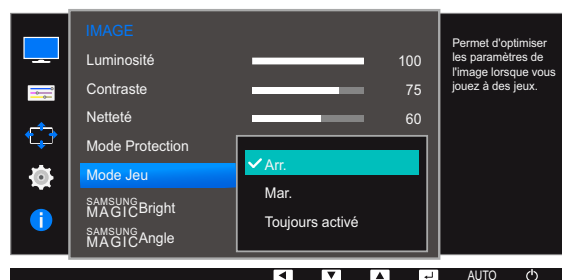 IMAGE
Luminosité 100
Contraste 75
Netteté 60
Mode Protection
Mode Jeu
Arr.
Mar.
Toujours activé
SAMSUNG
MAGICBright
SAMSUNG
MAGICAngle
Permet d'optimiser
les paramètres de
l'image lorsque vous
jouez à des jeux.
AUTO